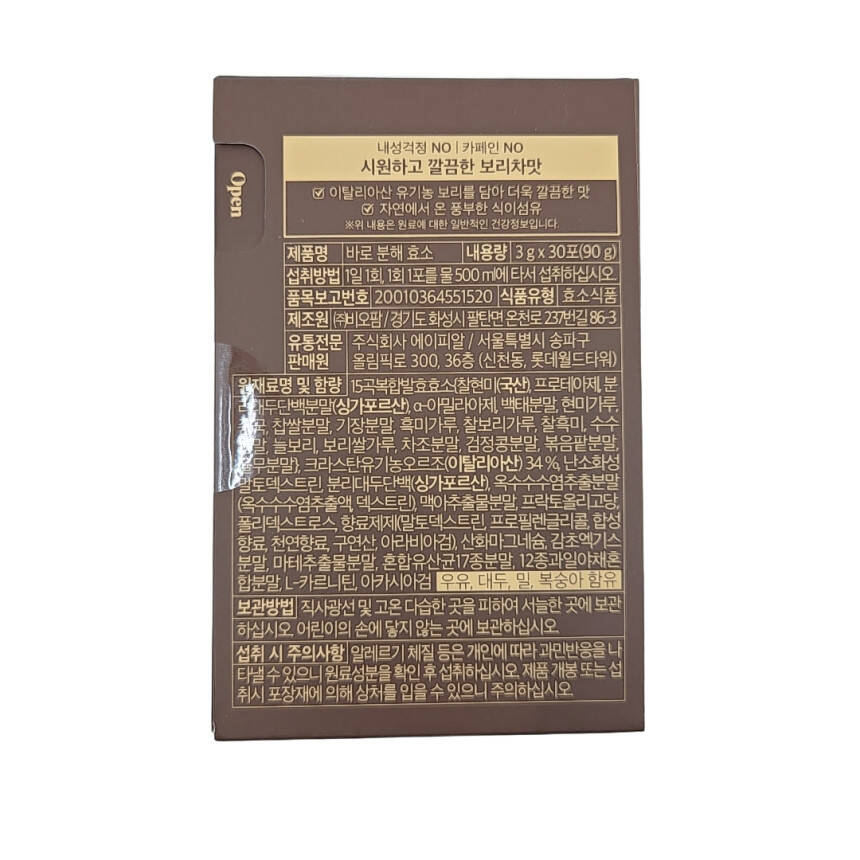 Open
내성걱정 NO | 카페인 NO
시원하고 깔끔한 보리차맛
이탈리아산 유기농 보리를 담아 더욱 깔끔한 맛
자연에서 온 풍부한 식이섬유
※위 내용은 원료에 대한 일반적인 건강정보입니다.
제품명 바로 분해 효소 내용량 3 g x 30포(90 g)
섭취방법 1일 1회, 1회 1포를 물 500 ml에 타서 섭취하십시오.
품목보고번호 20010364551520 식품유형 효소식품
제조원 ㈜비오팜 / 경기도 화성시 팔탄면 온천로 237번길 86-3
유통전문 주식회사 에이피알 / 서울특별시 송파구
판매원 올림픽로 300, 36층 (신천동, 롯데월드타워)
원재료명 및 함량 15곡복합발효효소{찰현미(국산), 프로테아제, 분
리대두단백분말(싱가포르산), α-아밀라아제, 백태분말, 현미가루,
찹쌀분말, 기장분말, 흑미가루, 찰보리가루, 찰흑미, 수수
늘보리, 보리쌀가루, 차조분말, 검정콩분말, 볶음팥분말,
크라스탄유기농오르조(이탈리아산) 34 %, 난소화성
말토덱스트린, 분리대두단백(싱가포르산), 옥수수수염추출분말
(옥수수수염추출액, 덱스트린), 맥아추출물분말, 프락토올리고당,
폴리덱스트로스, 향료제제(말토덱스트린, 프로필렌글리콜, 합성
향료, 천연향료, 구연산, 아라비아검), 산화마그네슘, 감초엑기스
분말, 마테추출물분말, 혼합유산균17종분말, 12종과일야채혼
합분말, L-카르니틴, 아카시아검 우유, 대두, 밀, 복숭아 함유
보관방법 직사광선 및 고온 다습한 곳을 피하여 서늘한 곳에 보관
하십시오. 어린이의 손에 닿지 않는 곳에 보관하십시오.
섭취 시 주의사항 알레르기 체질 등은 개인에 따라 과민반응을 나
타낼 수 있으니 원료성분을 확인 후 섭취하십시오. 제품 개봉 또는 섭
취시 포장재에 의해 상처를 입을 수 있으니 주의하십시오.